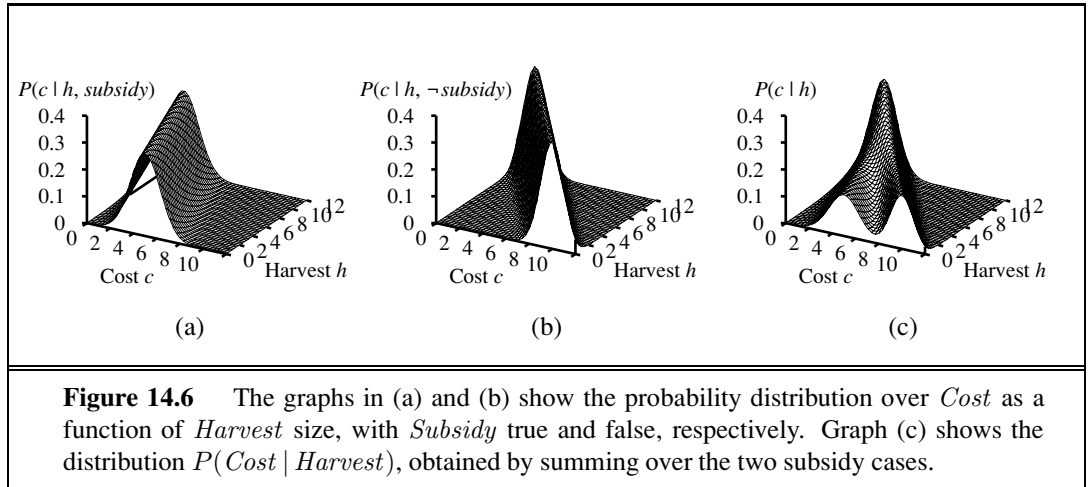 P(c | h, subsidy)
0.4
0.3
0.2
0.1
0
0 2 4 6 8 10
Cost c
0 2 4 6 8 10 12
Harvest h
(a)
P(c | h, ¬ subsidy)
0.4
0.3
0.2
0.1
0
0 2 4 6 8 10
Cost c
0 2 4 6 8 10 12
Harvest h
(b)
P(c | h)
0.4
0.3
0.2
0.1
0
0 2 4 6 8 10
Cost c
0 2 4 6 8 10 12
Harvest h
(c)
Figure 14.6 The graphs in (a) and (b) show the probability distribution over Cost as a
function of Harvest size, with Subsidy true and false, respectively. Graph (c) shows the
distribution P(Cost | Harvest), obtained by summing over the two subsidy cases.